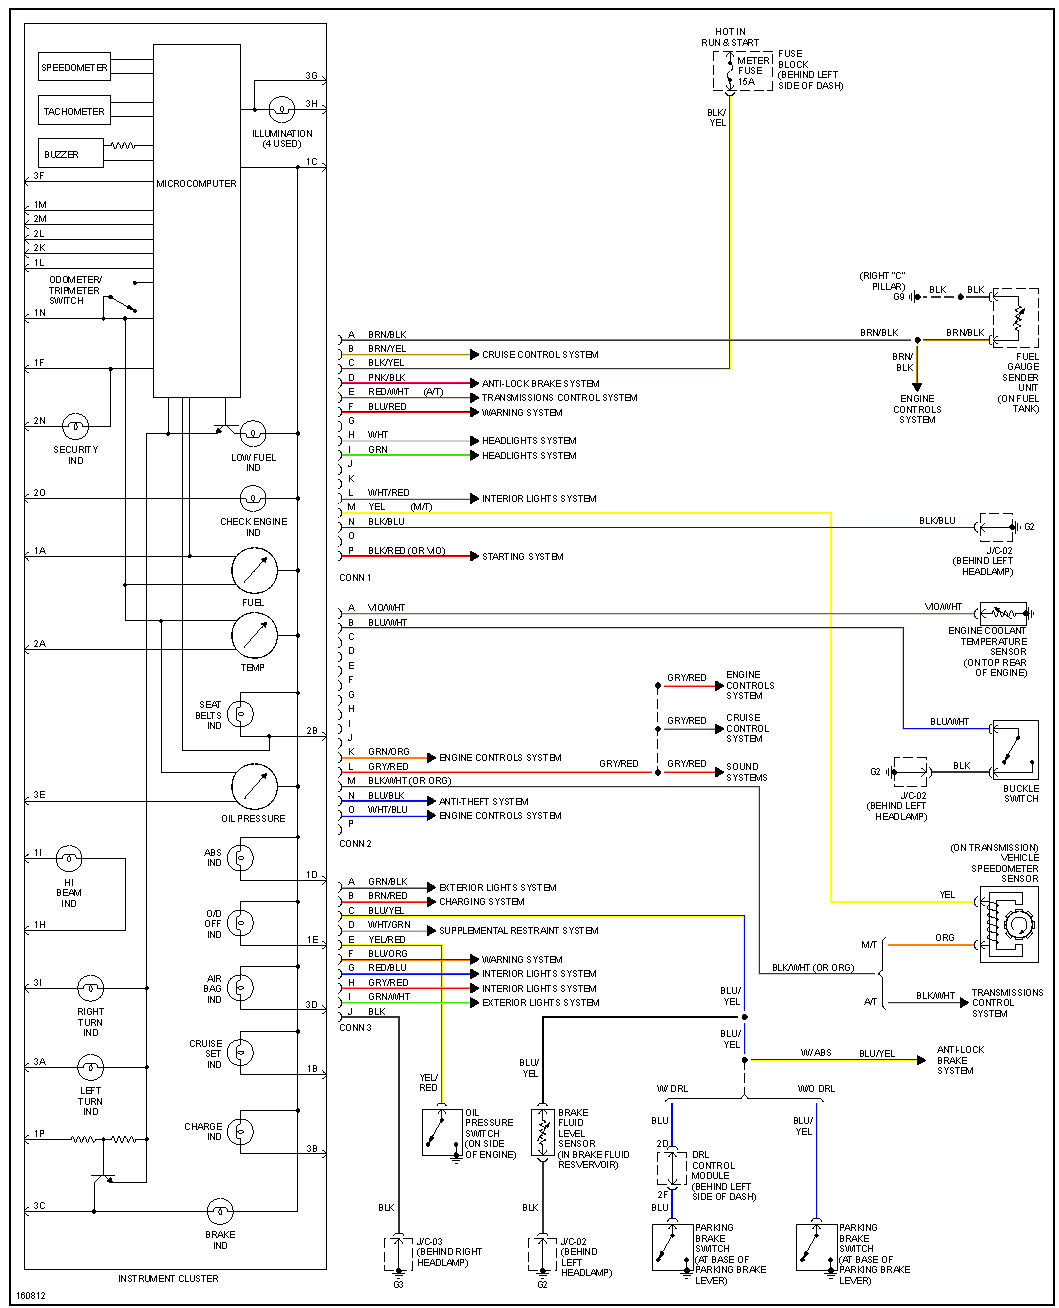 HOT IN
RUN & START
METER
FUSE
15A
FUSE
BLOCK
(BEHIND LEFT
SIDE OF DASH)
BLK/
YEL
SPEEDOMETER
TACHOMETER
BUZZER
MICROCOMPUTER
3G
3H
ILLUMINATION
(4 USED)
1C
3F
1M
2M
2L
2K
1L
ODOMETER/
TRIPMETER
SWITCH
1N
1F
2N
SECURITY
IND
LOW FUEL
IND
2O
CHECK ENGINE
IND
1A
FUEL
2A
TEMP
SEAT
BELTS
IND
2B
3E
OIL PRESSURE
1I
HI
BEAM
IND
ABS
IND
1D
1H
O/D
OFF
IND
1E
3I
RIGHT
TURN
IND
AIR
BAG
IND
3D
3A
LEFT
TURN
IND
CRUISE
SET
IND
1B
1P
CHARGE
IND
3B
3C
BRAKE
IND
INSTRUMENT CLUSTER
160812
A BRN/BLK
B BRN/YEL CRUISE CONTROL SYSTEM
C BLK/YEL
D PNK/BLK ANTI-LOCK BRAKE SYSTEM
E RED/WHT (A/T) TRANSMISSIONS CONTROL SYSTEM
F BLU/RED WARNING SYSTEM
G
H WHT HEADLIGHTS SYSTEM
I GRN HEADLIGHTS SYSTEM
J
K
L WHT/RED INTERIOR LIGHTS SYSTEM
M YEL (M/T)
N BLK/BLU
O
P BLK/RED (OR VIO) STARTING SYSTEM
CONN 1
A VIO/WHT
B BLU/WHT
C
D
E
F
G
H
I
J
K GRN/ORG ENGINE CONTROLS SYSTEM
L GRY/RED
M BLK/WHT (OR ORG)
N BLU/BLK ANTI-THEFT SYSTEM
O WHT/BLU ENGINE CONTROLS SYSTEM
P
CONN 2
A GRN/BLK EXTERIOR LIGHTS SYSTEM
B BRN/RED CHARGING SYSTEM
C BLU/YEL
D WHT/GRN SUPPLEMENTAL RESTRAINT SYSTEM
E YEL/RED
F BLU/ORG WARNING SYSTEM
G RED/BLU INTERIOR LIGHTS SYSTEM
H GRY/RED INTERIOR LIGHTS SYSTEM
I GRN/WHT EXTERIOR LIGHTS SYSTEM
J BLK
CONN 3
(RIGHT "C"
PILLAR)
G9
BLK
BLK
BRN/BLK
BRN/BLK
BRN/
BLK
ENGINE
CONTROLS
SYSTEM
FUEL
GAUGE
SENDER
UNIT
(ON FUEL
TANK)
BLK/BLU
G2
J/C-02
(BEHIND LEFT
HEADLAMP)
VIO/WHT
ENGINE COOLANT
TEMPERATURE
SENSOR
(ON TOP REAR
OF ENGINE)
GRY/RED
ENGINE
CONTROLS
SYSTEM
GRY/RED
CRUISE
CONTROL
SYSTEM
GRY/RED
GRY/RED
SOUND
SYSTEMS
BLU/WHT
G2
BLK
J/C-02
(BEHIND LEFT
HEADLAMP)
BUCKLE
SWITCH
(ON TRANSMISSION)
VEHICLE
SPEEDOMETER
SENSOR
YEL
M/T
ORG
BLK/WHT (OR ORG)
A/T
BLK/WHT
TRANSMISSIONS
CONTROL
SYSTEM
BLU/
YEL
BLU/
YEL
W/ ABS
BLU/YEL
ANTI-LOCK
BRAKE
SYSTEM
BLU/
YEL
YEL/
RED
W/ DRL
W/O DRL
OIL
PRESSURE
SWITCH
(ON SIDE
OF ENGINE)
BRAKE
FLUID
LEVEL
SENSOR
(IN BRAKE FLUID
RESERVOIR)
BLU
2D
DRL
CONTROL
MODULE
(BEHIND LEFT
SIDE OF DASH)
2F
BLU
BLU/
YEL
BLK
BLK
J/C-03
(BEHIND RIGHT
HEADLAMP)
G3
J/C-02
(BEHIND
LEFT
HEADLAMP)
G2
PARKING
BRAKE
SWITCH
(AT BASE OF
PARKING BRAKE
LEVER)
PARKING
BRAKE
SWITCH
(AT BASE OF
PARKING BRAKE
LEVER)